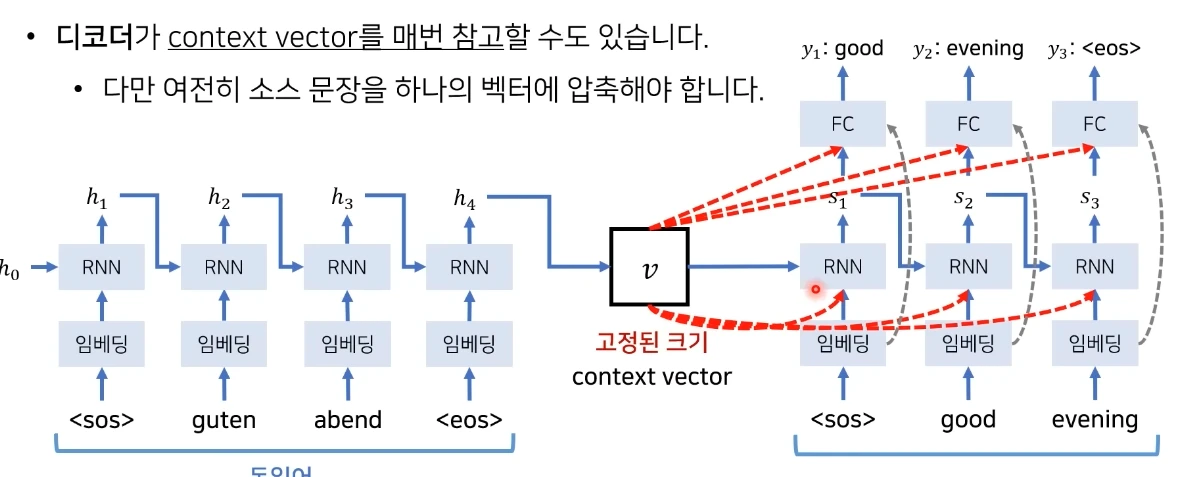 • 디코더가 context vector를 매번 참고할 수도 있습니다.
• 다만 여전히 소스 문장을 하나의 벡터에 압축해야 합니다.
y₁: good y₂: evening y₃: <eos>
FC FC FC
h₁ h₂ h₃ h₄ s₁ s₂ s₃
h₀ RNN RNN RNN RNN v RNN RNN RNN
임베딩 임베딩 임베딩 임베딩 고정된 크기 임베딩 임베딩 임베딩
context vector
<sos> guten abend <eos> <sos> good evening